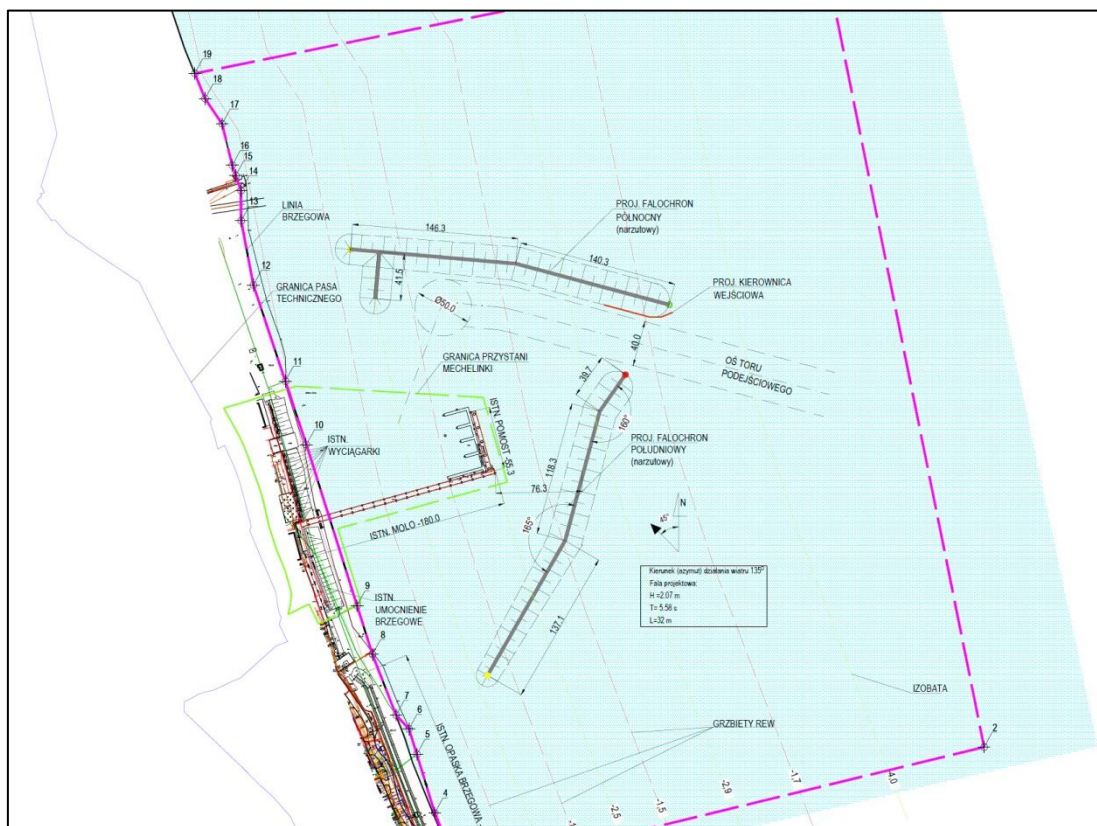 19
18
17
16
15
14
13
12
11
10
9
8
7
6
5
4
2
LINIA
BRZEGOWA
GRANICA PASA
TECHNICZNEGO
146.3
140.3
41.5
Ø50.0
40.0
PROJ. FALOCHRON
PÓŁNOCNY
(narzutowy)
PROJ. KIEROWNICA
WEJŚCIOWA
OŚ TORU
PODEJŚCIOWEGO
GRANICA PRZYSTANI
MECHELINKI
ISTN. POMOST -55.3
ISTN.
WYCIĄGARKI
ISTN. MOLO -180.0
39.7
160°
118.3
76.3
165°
137.1
PROJ. FALOCHRON
POŁUDNIOWY
(narzutowy)
N
45°
Kierunek (azymut) działania wiatru 135°
Fala projektowa:
H =2.07 m
T= 5.58 s
L=32 m
ISTN.
UMOCNIENIE
BRZEGOWE
ISTN. OPASKA BRZEGOWA
IZOBATA
GRZBIETY REW
-2,5
-1,5
-2,9
-1,7
-4,0